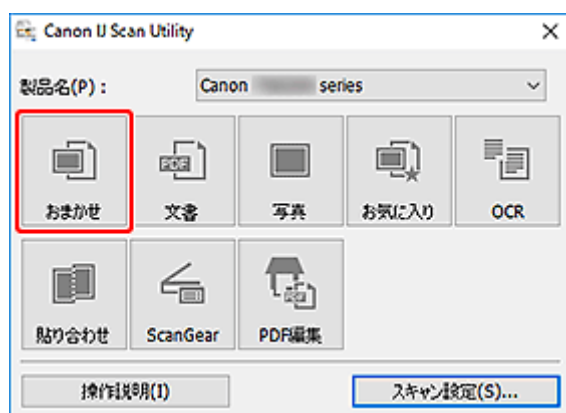 Canon IJ Scan Utility
製品名(P)：
Canon
series
おまかせ
PDF
文書
写真
お気に入り
OCR
貼り合わせ
ScanGear
PDF
PDF編集
操作説明(I)
スキャン設定(S)...